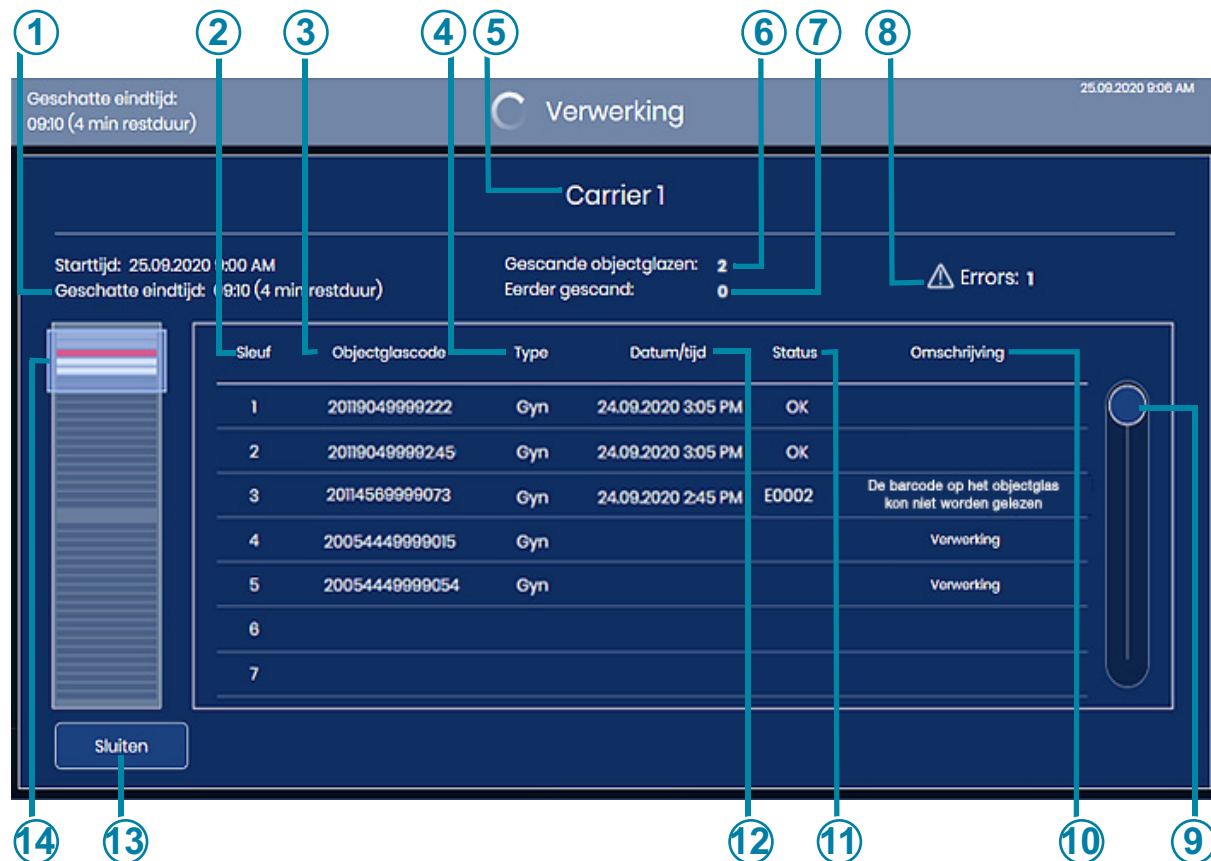 1 2 3 4 5 6 7 8
Geschatte eindtijd:
09:10 (4 min restduur)
Verwerking
25.09.2020 9:06 AM
Carrier 1
Starttijd: 25.09.2020 9:00 AM
Geschatte eindtijd: 09:10 (4 min restduur)
Gescande objectglazen: 2
Eerder gescand: 0
Errors: 1
Sleuf Objectglascode Type Datum/tijd Status Omschrijving
1 20119049999222 Gyn 24.09.2020 3:05 PM OK
2 20119049999245 Gyn 24.09.2020 3:05 PM OK
3 20114569999073 Gyn 24.09.2020 2:45 PM E0002 De barcode op het objectglas
kon niet worden gelezen
4 20054449999015 Gyn Verwerking
5 20054449999054 Gyn Verwerking
6
7
Sluiten
14 13 12 11 10 9